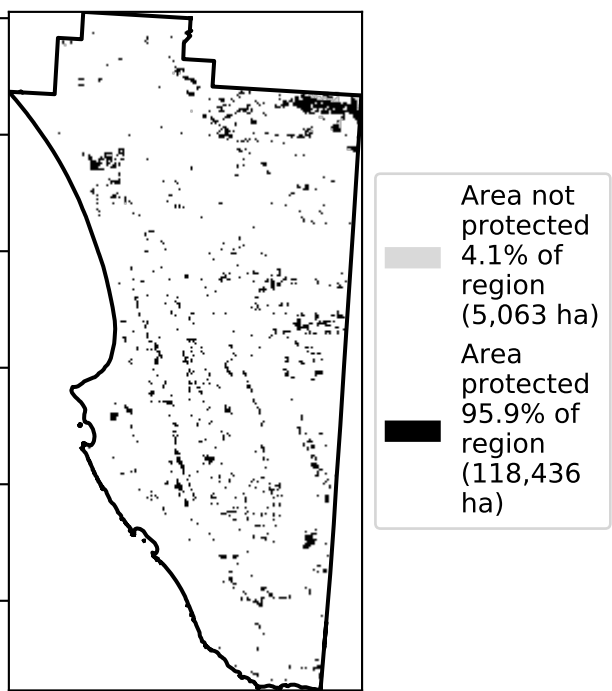 Area not
protected
4.1% of
region
(5,063 ha)
Area
protected
95.9% of
region
(118,436
ha)